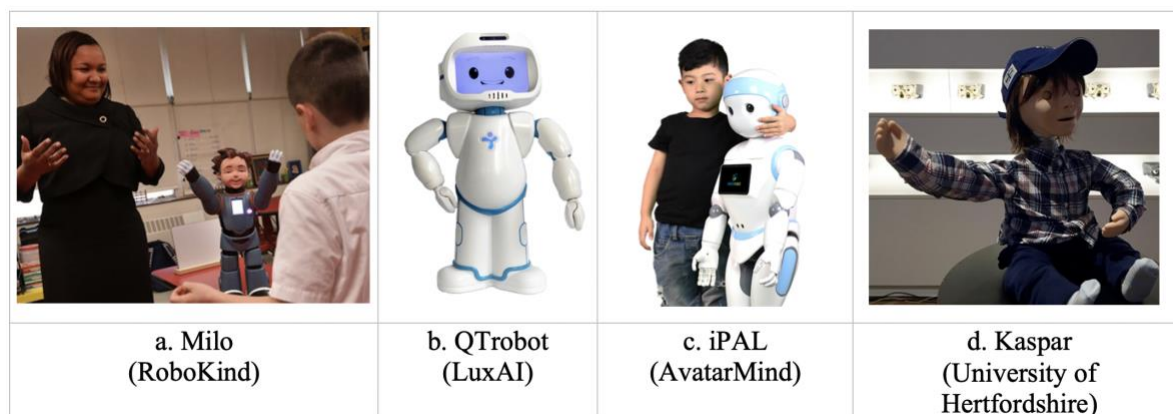 a. Milo
(RoboKind)
b. QTrobot
(LuxAI)
c. iPAL
(AvatarMind)
d. Kaspar
(University of
Hertfordshire)